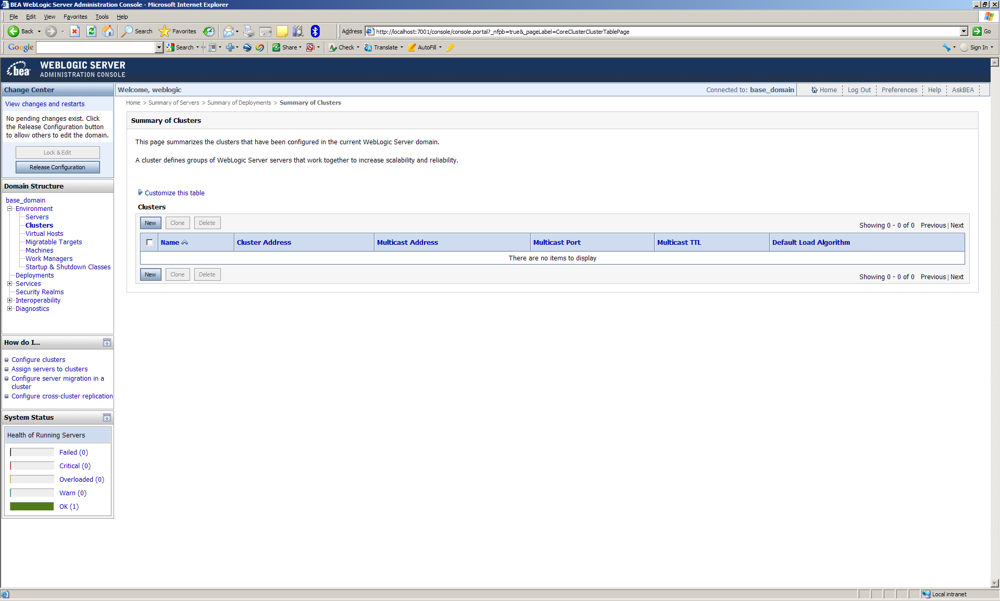 BEA WebLogic Server Administration Console - Microsoft Internet Explorer
File Edit View Favorites Tools Help
Back Search Favorites Address http://localhost:7001/console/console.portal?_nfpb=true&_pageLabel=CoreClusterClusterTablePage Go
Google Search Share Check Translate AutoFill Sign In
bea WEBLOGIC SERVER
ADMINISTRATION CONSOLE
Change Center
View changes and restarts
No pending changes exist. Click
the Release Configuration button
to allow others to edit the domain.
Lock & Edit
Release Configuration
Domain Structure
base_domain
Environment
Servers
Clusters
Virtual Hosts
Migratable Targets
Machines
Work Managers
Startup & Shutdown Classes
Deployments
Services
Security Realms
Interoperability
Diagnostics
How do I...
Configure clusters
Assign servers to clusters
Configure server migration in a
cluster
Configure cross-cluster replication
System Status
Health of Running Servers
Failed (0)
Critical (0)
Overloaded (0)
Warn (0)
OK (1)
Welcome, weblogic Connected to: base_domain Home Log Out Preferences Help AskBEA
Home > Summary of Servers > Summary of Deployments > Summary of Clusters
Summary of Clusters
This page summarizes the clusters that have been configured in the current WebLogic Server domain.
A cluster defines groups of WebLogic Server servers that work together to increase scalability and reliability.
Customize this table
Clusters
New Clone Delete Showing 0 - 0 of 0 Previous | Next
Name Cluster Address Multicast Address Multicast Port Multicast TTL Default Load Algorithm
There are no items to display
New Clone Delete Showing 0 - 0 of 0 Previous | Next
Local intranet